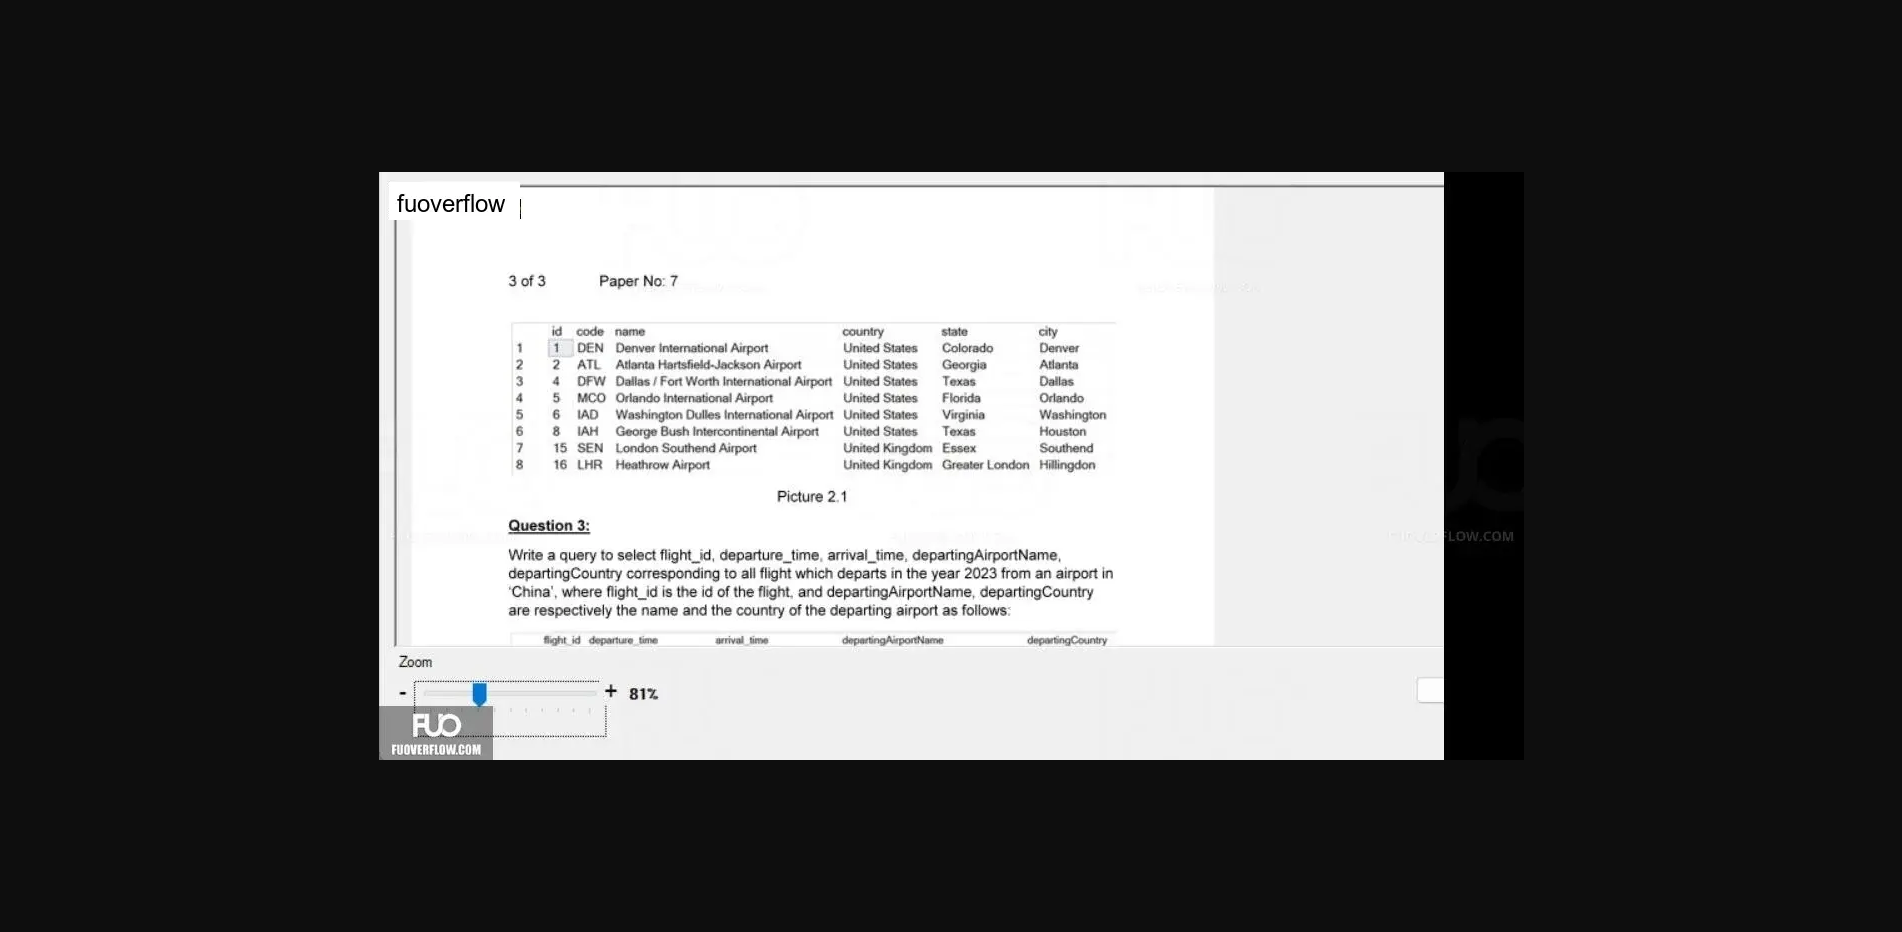 fuoverflow
3 of 3 Paper No: 7
id code name country state city
1 1 DEN Denver International Airport United States Colorado Denver
2 2 ATL Atlanta Hartsfield-Jackson Airport United States Georgia Atlanta
3 4 DFW Dallas / Fort Worth International Airport United States Texas Dallas
4 5 MCO Orlando International Airport United States Florida Orlando
5 6 IAD Washington Dulles International Airport United States Virginia Washington
6 8 IAH George Bush Intercontinental Airport United States Texas Houston
7 15 SEN London Southend Airport United Kingdom Essex Southend
8 16 LHR Heathrow Airport United Kingdom Greater London Hillingdon
Picture 2.1
Question 3:
Write a query to select flight_id, departure_time, arrival_time, departingAirportName,
departingCountry corresponding to all flight which departs in the year 2023 from an airport in
‘China’, where flight_id is the id of the flight, and departingAirportName, departingCountry
are respectively the name and the country of the departing airport as follows:
flight_id departure_time arrival_time departingAirportName departingCountry
Zoom
- + 81%
FUO
FUOVERFLOW.COM